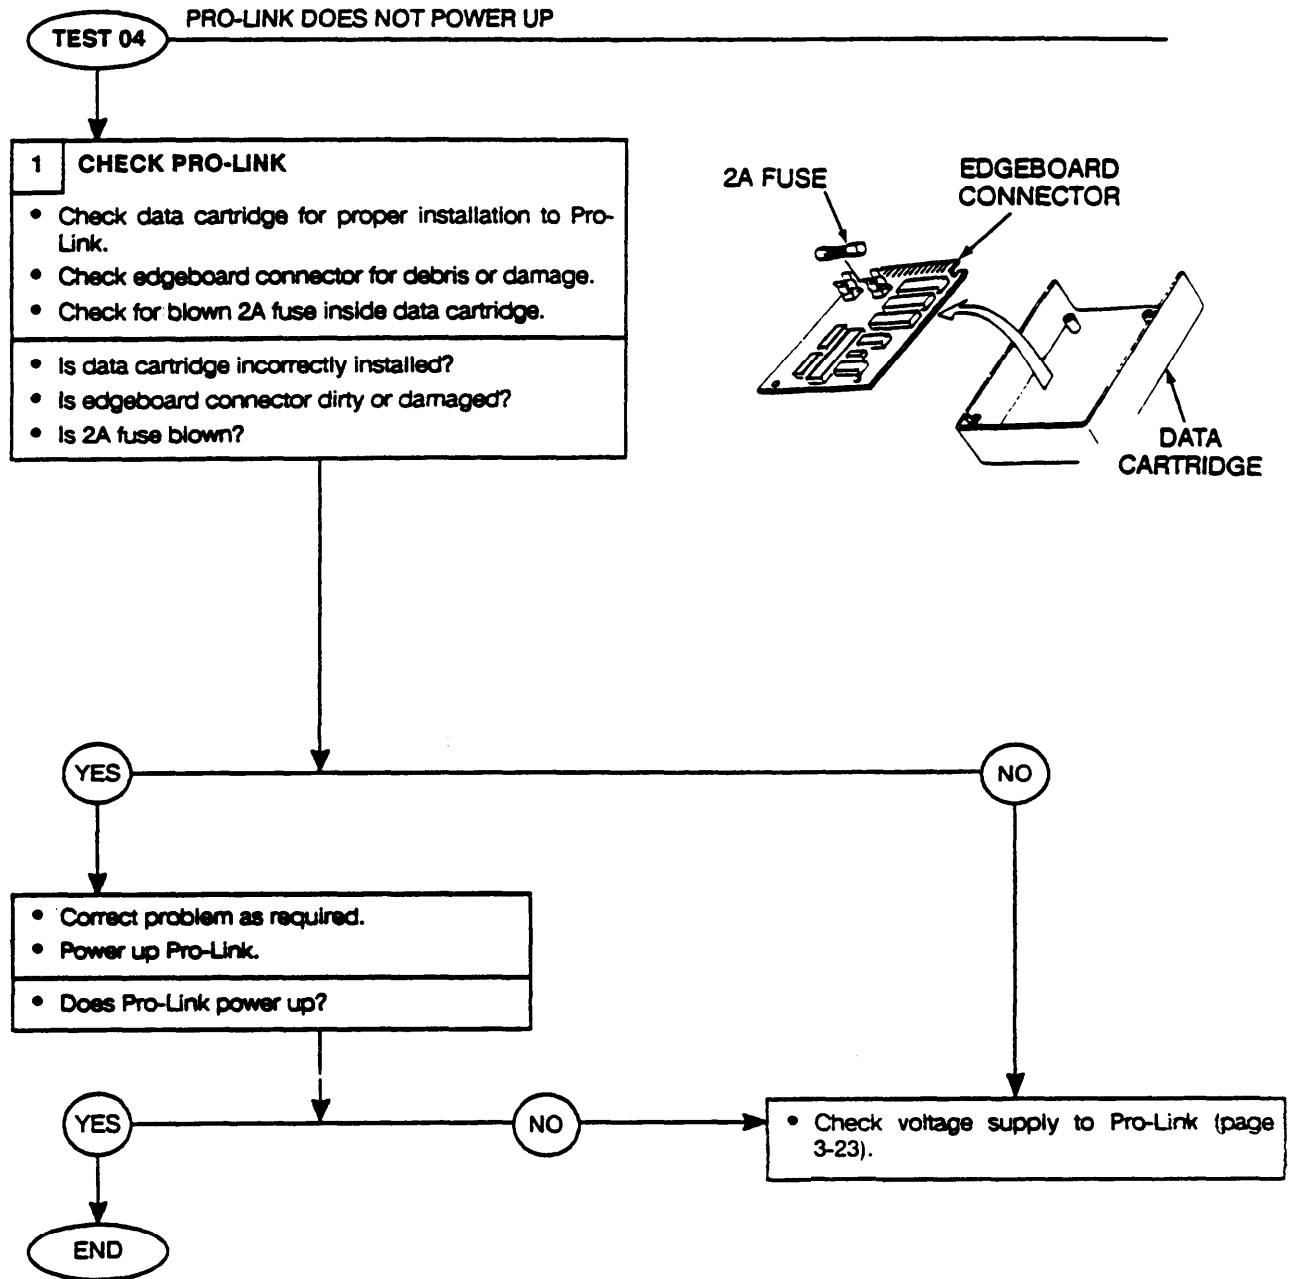 TEST 04
PRO-LINK DOES NOT POWER UP
1 CHECK PRO-LINK
• Check data cartridge for proper installation to Pro-
Link.
• Check edgeboard connector for debris or damage.
• Check for blown 2A fuse inside data cartridge.
• Is data cartridge incorrectly installed?
• Is edgeboard connector dirty or damaged?
• Is 2A fuse blown?
2A FUSE
EDGEBOARD
CONNECTOR
DATA
CARTRIDGE
YES
NO
• Correct problem as required.
• Power up Pro-Link.
• Does Pro-Link power up?
YES
NO
• Check voltage supply to Pro-Link (page
3-23).
END